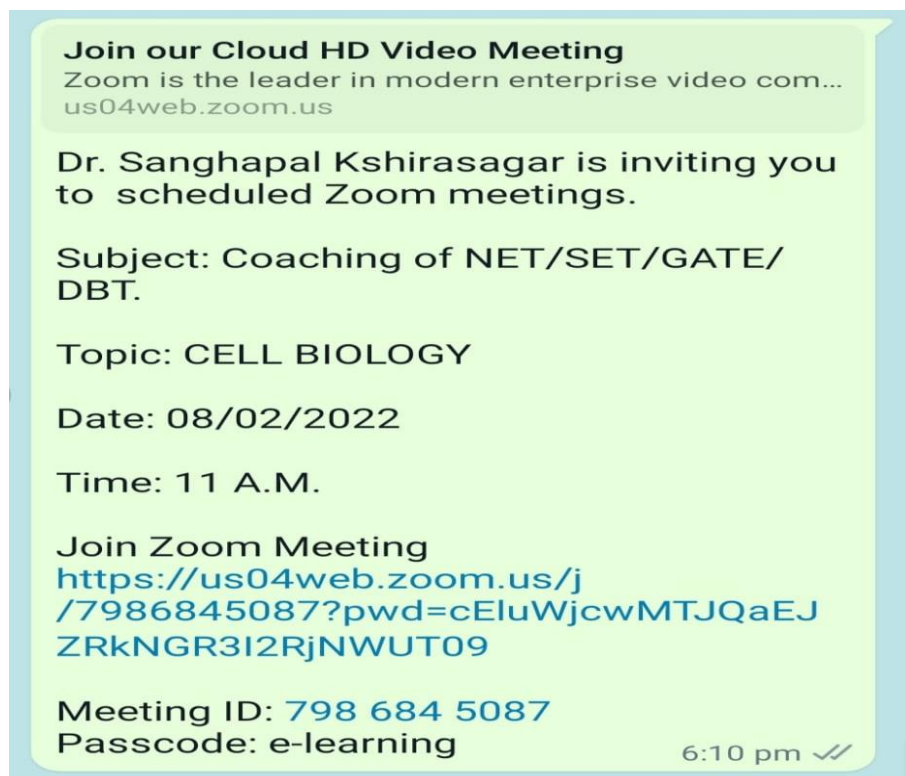 Join our Cloud HD Video Meeting
Zoom is the leader in modern enterprise video com...
us04web.zoom.us
Dr. Sanghapal Kshirasagar is inviting you
to  scheduled Zoom meetings.
Subject: Coaching of NET/SET/GATE/
DBT.
Topic: CELL BIOLOGY
Date: 08/02/2022
Time: 11 A.M.
Join Zoom Meeting
https://us04web.zoom.us/j
/7986845087?pwd=cEluWjcwMTJQaEJ
ZRkNGR3I2RjNWUT09
Meeting ID: 798 684 5087
Passcode: e-learning
6:10 pm